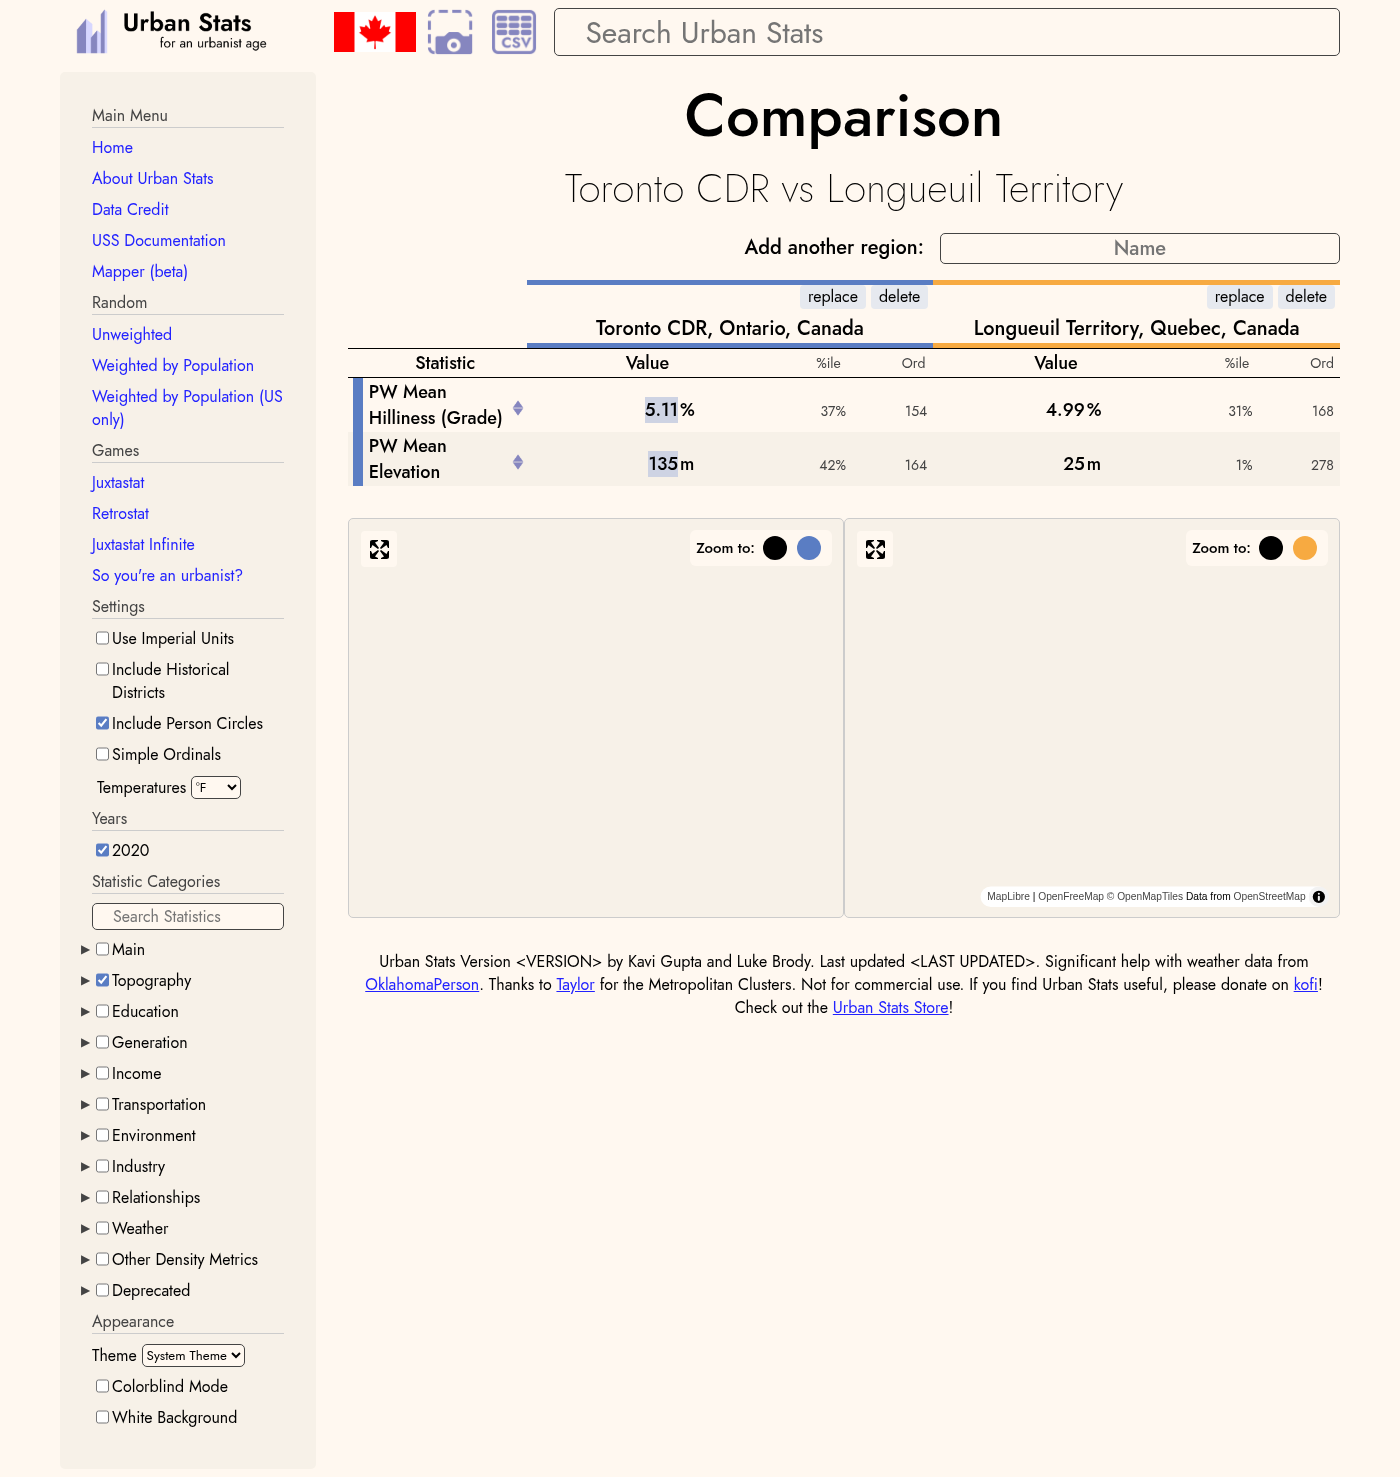 Urban Stats
for an urbanist age
CSV
Search Urban Stats
Main Menu
Home
About Urban Stats
Data Credit
USS Documentation
Mapper (beta)
Random
Unweighted
Weighted by Population
Weighted by Population (US
only)
Games
Juxtastat
Retrostat
Juxtastat Infinite
So you're an urbanist?
Settings
Use Imperial Units
Include Historical
Districts
Include Person Circles
Simple Ordinals
Temperatures °F
Years
2020
Statistic Categories
Search Statistics
Main
Topography
Education
Generation
Income
Transportation
Environment
Industry
Relationships
Weather
Other Density Metrics
Deprecated
Appearance
Theme System Theme
Colorblind Mode
White Background
Comparison
Toronto CDR vs Longueuil Territory
Add another region: Name
replace delete replace delete
Toronto CDR, Ontario, Canada Longueuil Territory, Quebec, Canada
Statistic Value %ile Ord Value %ile Ord
PW Mean
Hilliness (Grade) 5.11% 37% 154 4.99% 31% 168
PW Mean
Elevation 135m 42% 164 25m 1% 278
Zoom to: Zoom to:
MapLibre | OpenFreeMap © OpenMapTiles Data from OpenStreetMap
Urban Stats Version <VERSION> by Kavi Gupta and Luke Brody. Last updated <LAST UPDATED>. Significant help with weather data from
OklahomaPerson. Thanks to Taylor for the Metropolitan Clusters. Not for commercial use. If you find Urban Stats useful, please donate on kofi!
Check out the Urban Stats Store!